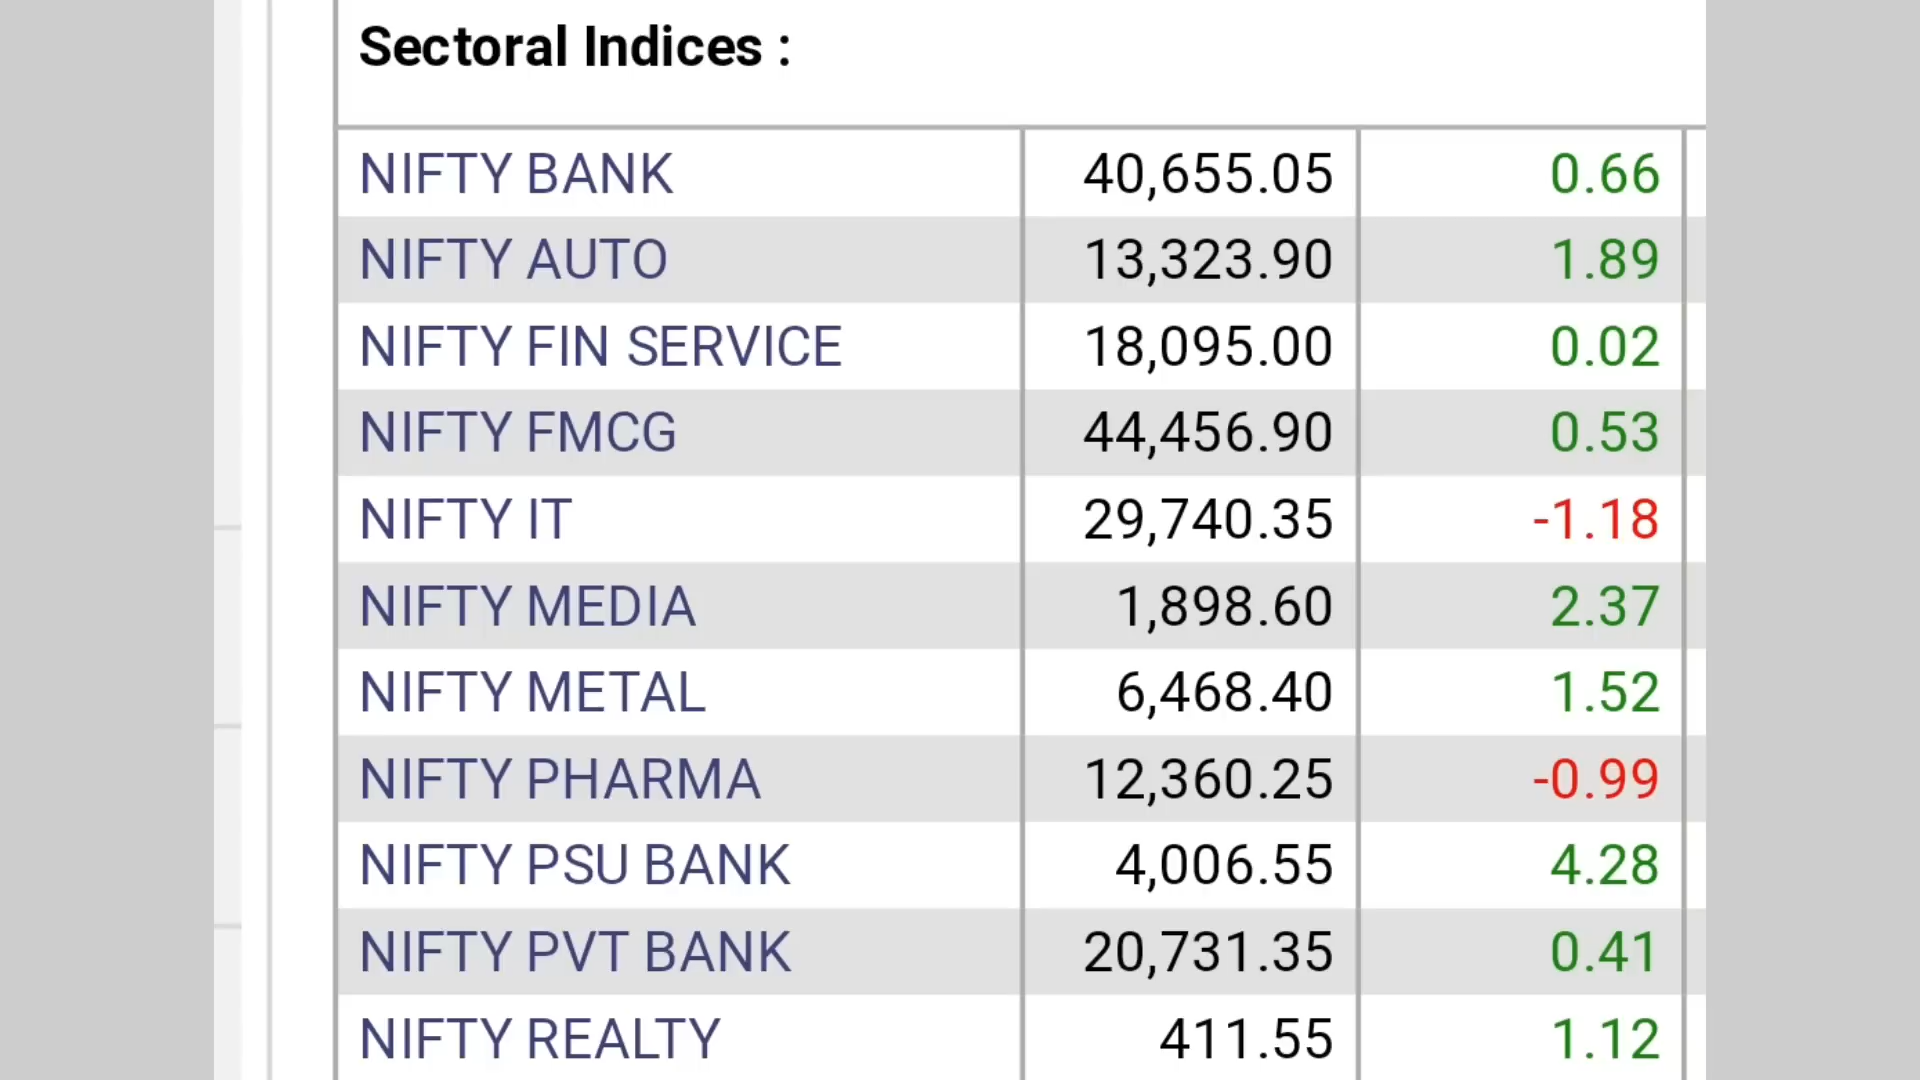 Sectoral Indices :
NIFTY BANK 40,655.05 0.66
NIFTY AUTO 13,323.90 1.89
NIFTY FIN SERVICE 18,095.00 0.02
NIFTY FMCG 44,456.90 0.53
NIFTY IT 29,740.35 -1.18
NIFTY MEDIA 1,898.60 2.37
NIFTY METAL 6,468.40 1.52
NIFTY PHARMA 12,360.25 -0.99
NIFTY PSU BANK 4,006.55 4.28
NIFTY PVT BANK 20,731.35 0.41
NIFTY REALTY 411.55 1.12